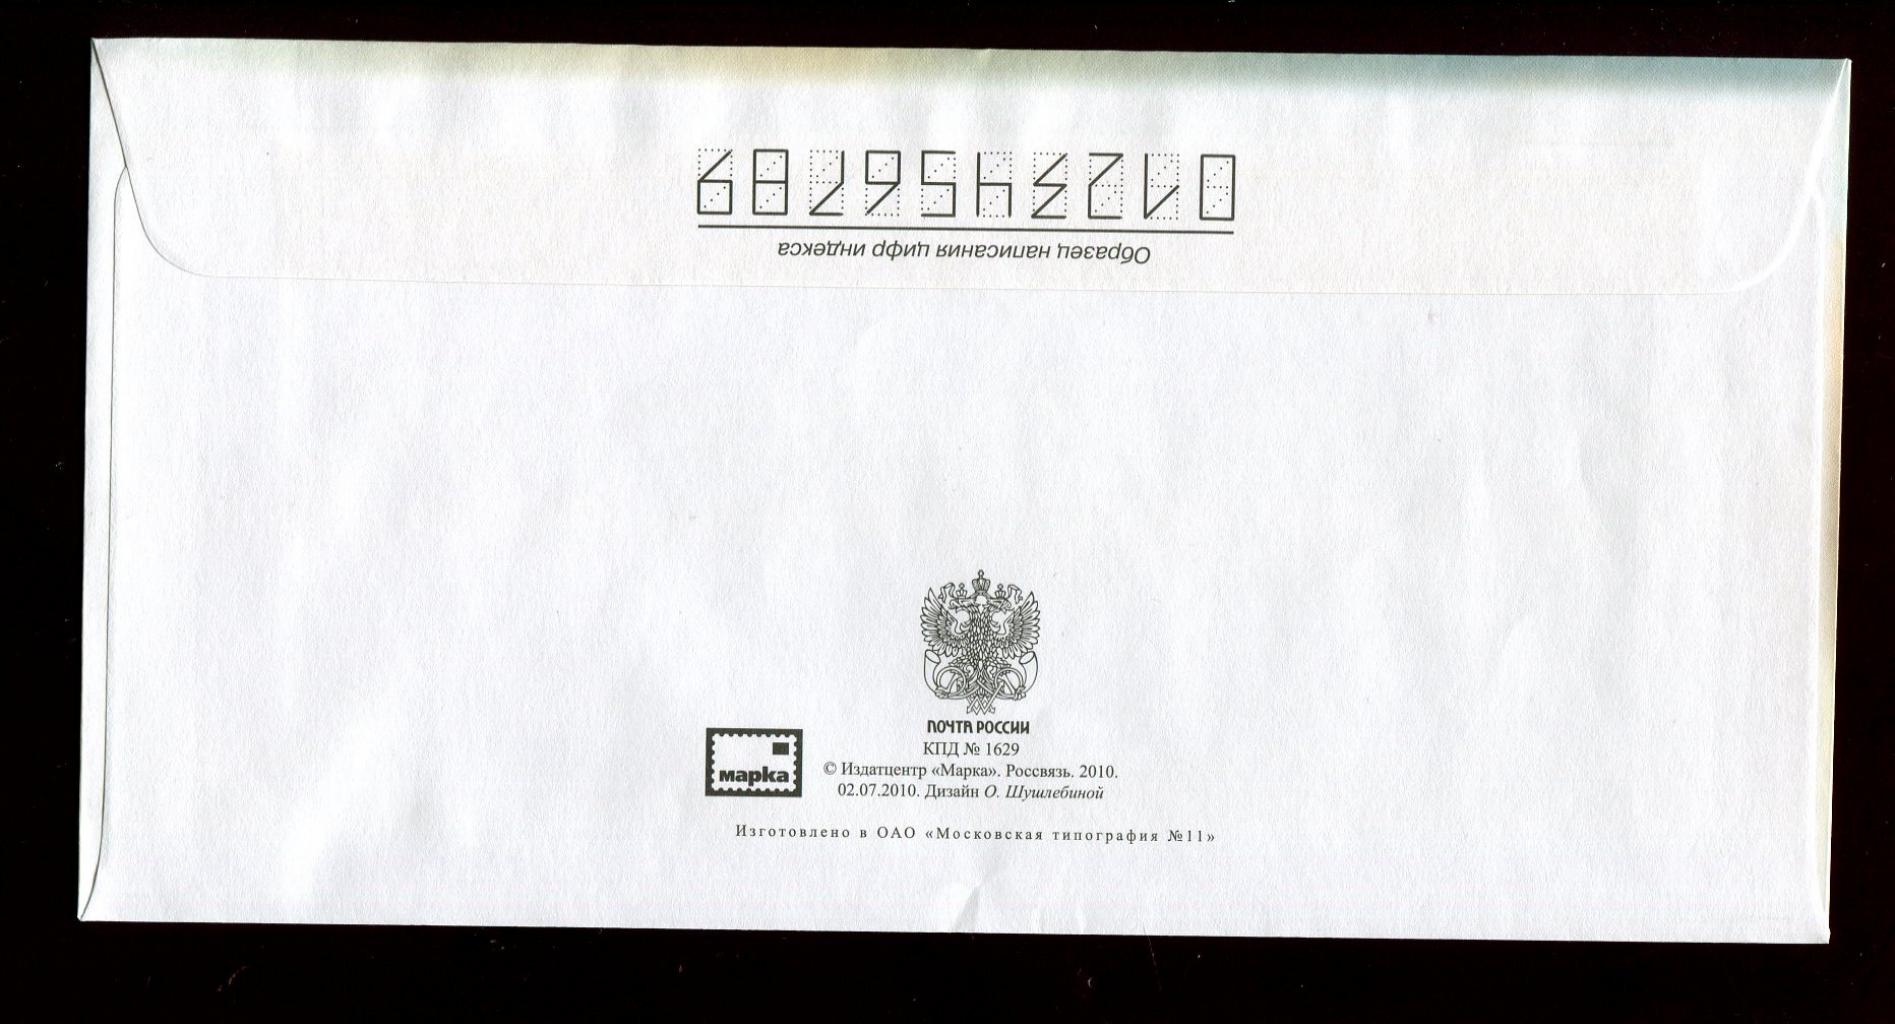 0123456789
Образец написания цифр индекса
ПОЧТА РОССИИ
КПД № 1629
марка
© Издатцентр «Марка». Россвязь. 2010.
02.07.2010. Дизайн О. Шушлебиной
Изготовлено в ОАО «Московская типография №11»